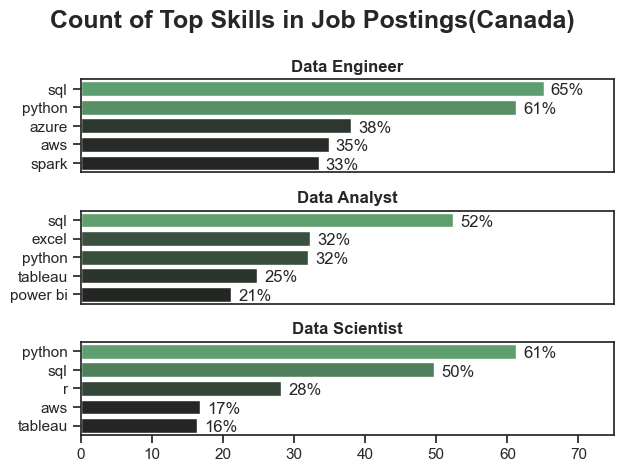 Count of Top Skills in Job Postings(Canada)
Data Engineer
sql 65%
python 61%
azure 38%
aws 35%
spark 33%
Data Analyst
sql 52%
excel 32%
python 32%
tableau 25%
power bi 21%
Data Scientist
python 61%
sql 50%
r 28%
aws 17%
tableau 16%
0 10 20 30 40 50 60 70